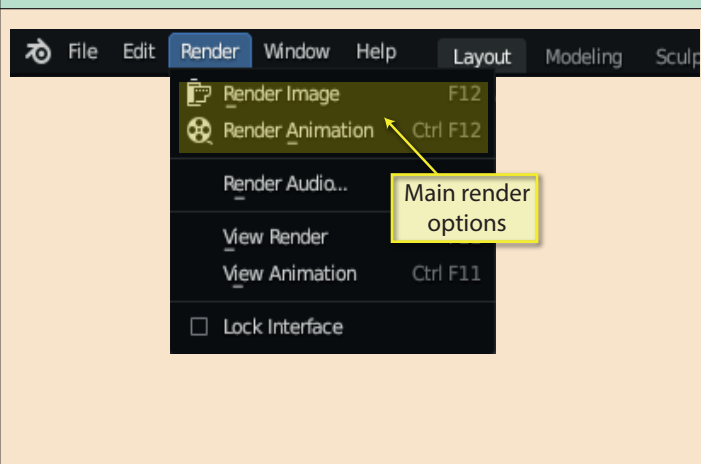 File Edit Render Window Help Layout Modeling Sculp
Render Image F12
Render Animation Ctrl F12
Render Audio...
Main render
options
View Render
View Animation Ctrl F11
Lock Interface